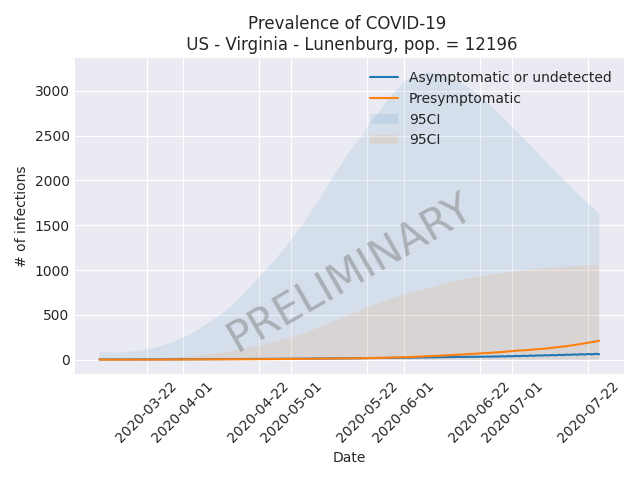 Prevalence of COVID-19
US - Virginia - Lunenburg, pop. = 12196
Asymptomatic or undetected
Presymptomatic
95CI
95CI
3000
2500
2000
1500
1000
500
0
# of infections
PRELIMINARY
2020-03-22
2020-04-01
2020-04-22
2020-05-01
2020-05-22
2020-06-01
2020-06-22
2020-07-01
2020-07-22
Date